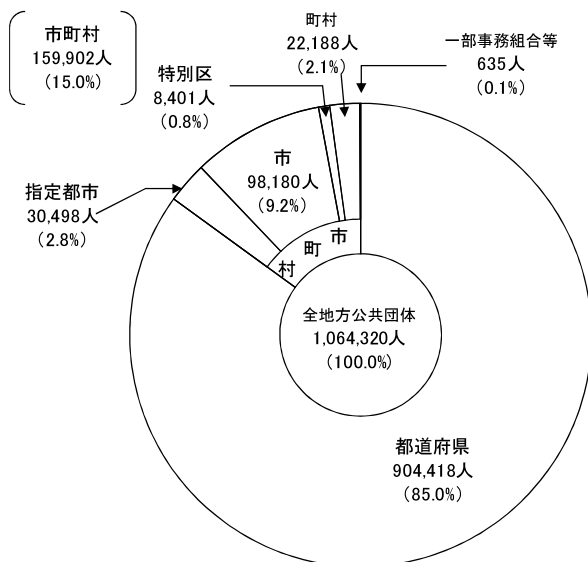 市町村
159,902人
(15.0%)
町村
22,188人
(2.1%)
一部事務組合等
635人
(0.1%)
特別区
8,401人
(0.8%)
指定都市
30,498人
(2.8%)
市
98,180人
(9.2%)
市
町
村
全地方公共団体
1,064,320人
(100.0%)
都道府県
904,418人
(85.0%)